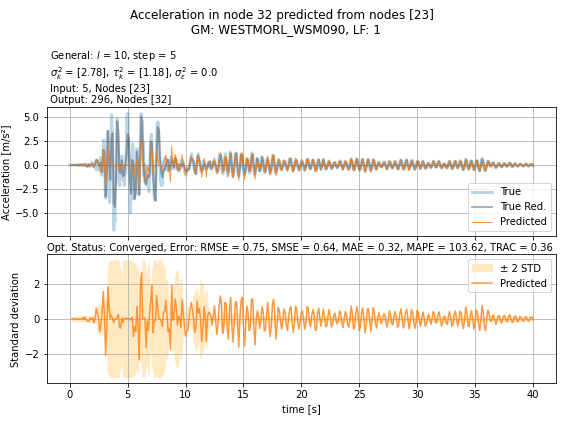 Acceleration in node 32 predicted from nodes [23]
GM: WESTMORL_WSM090, LF: 1
General: l = 10, step = 5
σ²ₖ = [2.78], τ²ₖ = [1.18], σ²ε = 0.0
Input: 5, Nodes [23]
Output: 296, Nodes [32]
Acceleration [m/s²]
5.0
2.5
0.0
−2.5
−5.0
True
True Red.
Predicted
Opt. Status: Converged, Error: RMSE = 0.75, SMSE = 0.64, MAE = 0.32, MAPE = 103.62, TRAC = 0.36
Standard deviation
2
0
−2
± 2 STD
Predicted
0 5 10 15 20 25 30 35 40
time [s]